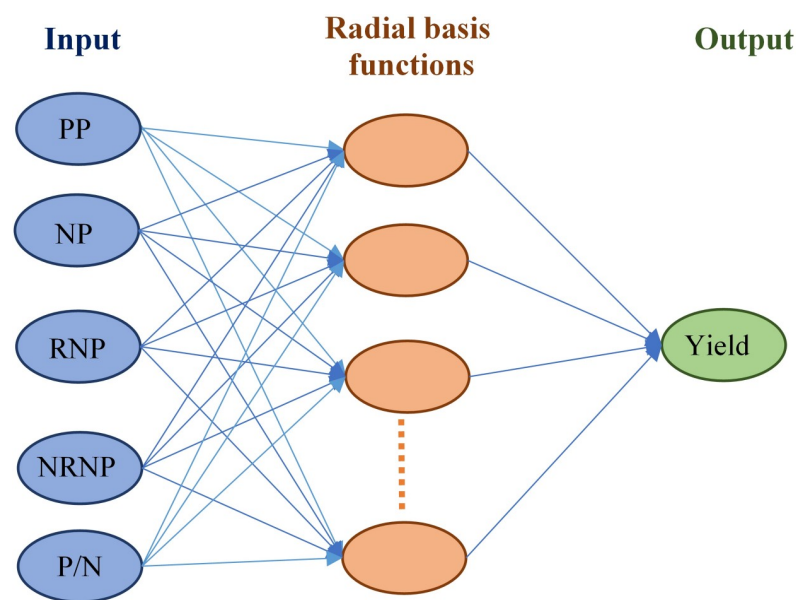 Input
Radial basis
functions
Output
PP
NP
RNP
NRNP
P/N
Yield